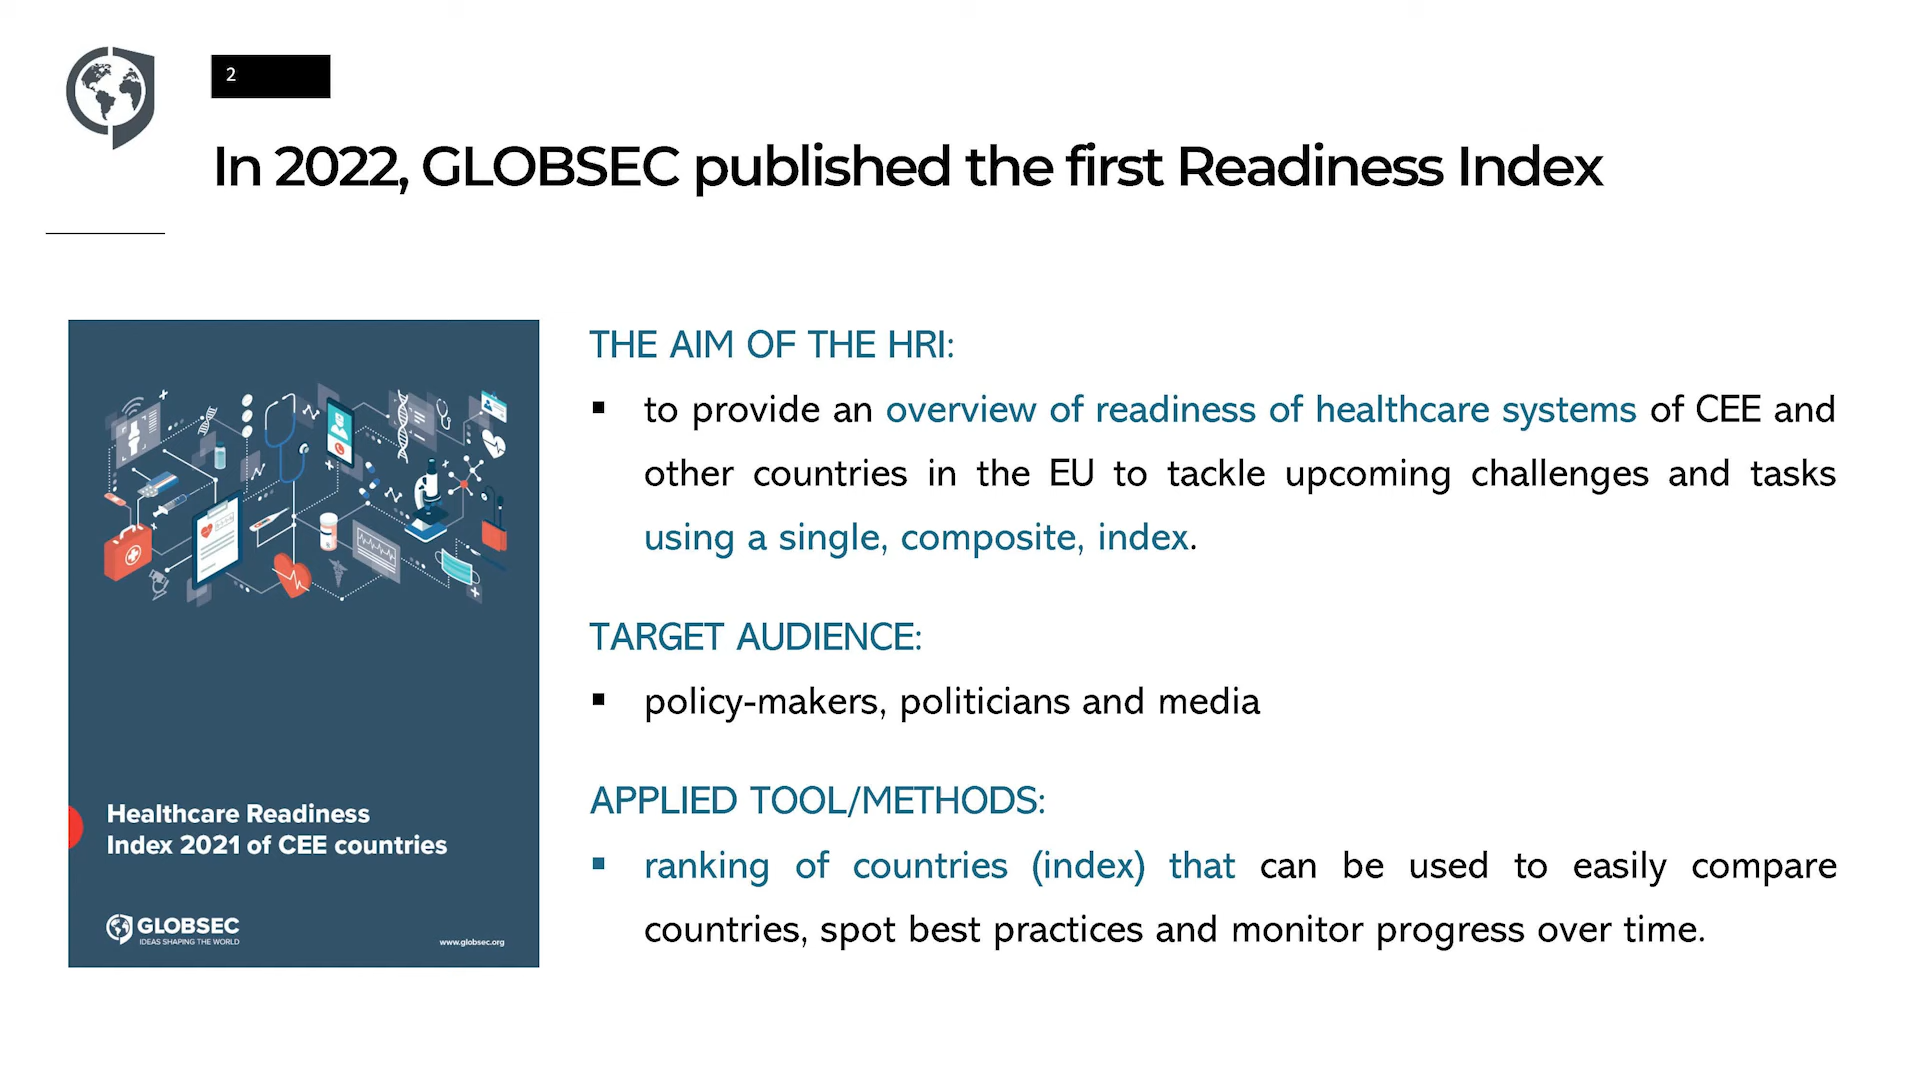 2
In 2022, GLOBSEC published the first Readiness Index
THE AIM OF THE HRI:
▪ to provide an overview of readiness of healthcare systems of CEE and
other countries in the EU to tackle upcoming challenges and tasks
using a single, composite, index.
TARGET AUDIENCE:
▪ policy-makers, politicians and media
APPLIED TOOL/METHODS:
▪ ranking of countries (index) that can be used to easily compare
countries, spot best practices and monitor progress over time.
Healthcare Readiness
Index 2021 of CEE countries
GLOBSEC
IDEAS SHAPING THE WORLD
www.globsec.org